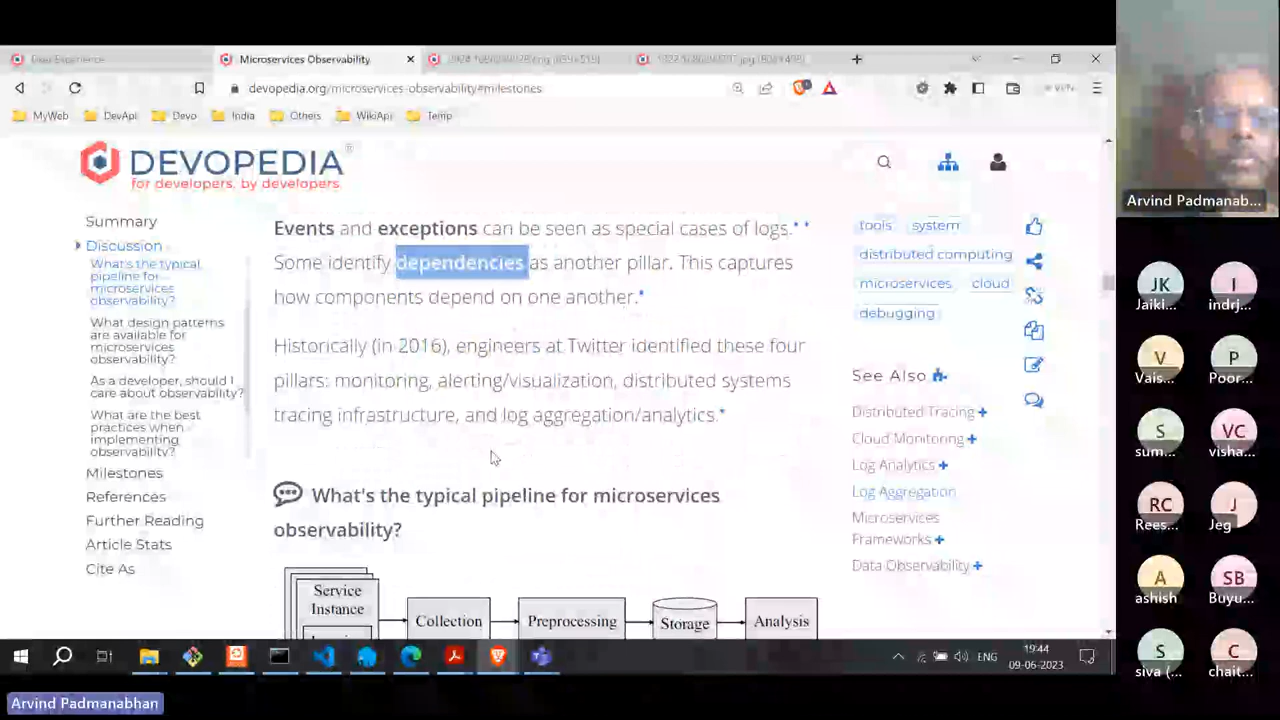 Microservices Observability
devopedia.org/microservices-observability#milestones
VPN
MyWeb
DevApi
Devo
India
Others
WikiApi
Temp
DEVOPEDIA
for developers, by developers.
Arvind Padmanab...
Summary
Discussion
What's the typical
pipeline for
microservices
observability?
What design patterns
are available for
microservices
observability?
As a developer, should I
care about observability?
What are the best
practices when
implementing
observability?
Milestones
References
Further Reading
Article Stats
Cite As
Events and exceptions can be seen as special cases of logs.
Some identify dependencies as another pillar. This captures
how components depend on one another.
Historically (in 2016), engineers at Twitter identified these four
pillars: monitoring, alerting/visualization, distributed systems
tracing infrastructure, and log aggregation/analytics.
What's the typical pipeline for microservices
observability?
Service
Instance
Collection
Preprocessing
Storage
Analysis
tools system
distributed computing
microservices cloud
debugging
See Also
Distributed Tracing +
Cloud Monitoring +
Log Analytics +
Log Aggregation
Microservices
Frameworks +
Data Observability +
JK
Jaiki...
I
indrj...
V
Vais...
P
Poor...
S
sum...
VC
visha...
RC
Rees...
J
Jeg
A
ashish
SB
Buyu...
S
siva (...
C
chait...
ENG
19:44
09-06-2023
Arvind Padmanabhan